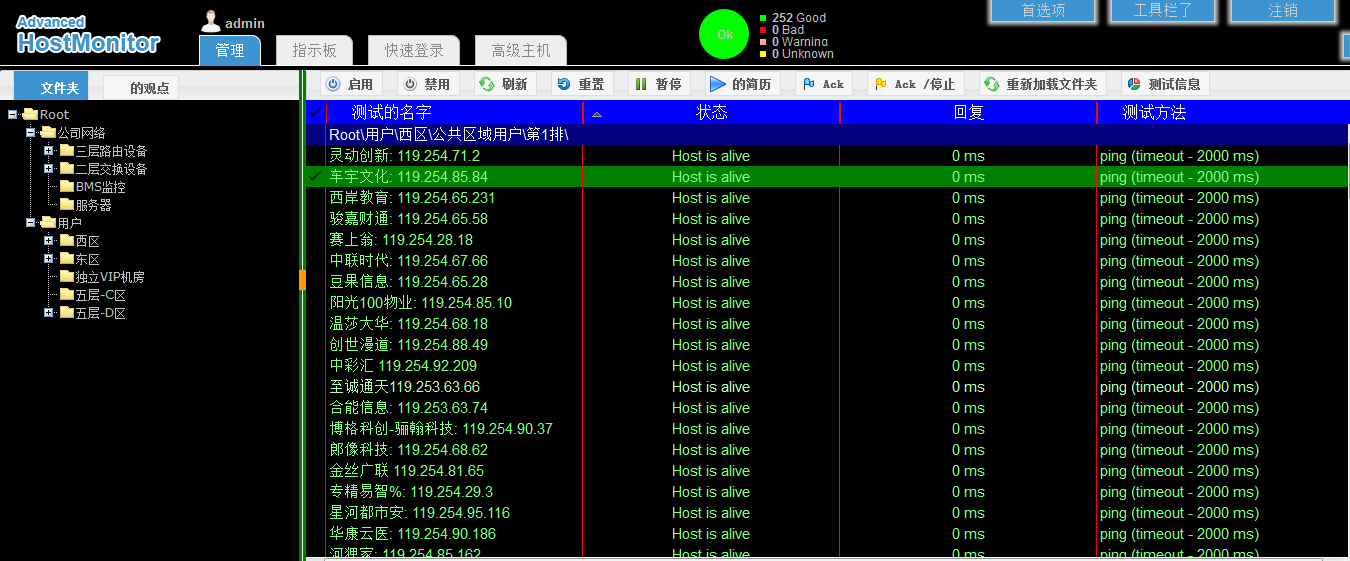 Advanced
HostMonitor
admin
管理 指示板 快速登录 高级主机
Ok
252 Good
0 Bad
0 Warning
0 Unknown
首选项 工具栏了 注销
文件夹 的观点
启用 禁用 刷新 重置 暂停 的简历 Ack Ack /停止 重新加载文件夹 测试信息
Root
公司网络
三层路由设备
二层交换设备
BMS监控
服务器
用户
西区
东区
独立VIP机房
五层-C区
五层-D区
测试的名字 状态 回复 测试方法
Root\用户\西区\公共区域用户\第1排\
灵动创新: 119.254.71.2 Host is alive 0 ms ping (timeout - 2000 ms)
车宇文化: 119.254.85.84 Host is alive 0 ms ping (timeout - 2000 ms)
西岸教育: 119.254.65.231 Host is alive 0 ms ping (timeout - 2000 ms)
骏嘉财通: 119.254.65.58 Host is alive 0 ms ping (timeout - 2000 ms)
赛上翁: 119.254.28.18 Host is alive 0 ms ping (timeout - 2000 ms)
中联时代: 119.254.67.66 Host is alive 0 ms ping (timeout - 2000 ms)
豆果信息: 119.254.65.28 Host is alive 0 ms ping (timeout - 2000 ms)
阳光100物业: 119.254.85.10 Host is alive 0 ms ping (timeout - 2000 ms)
温莎大华: 119.254.68.18 Host is alive 0 ms ping (timeout - 2000 ms)
创世漫道: 119.254.88.49 Host is alive 0 ms ping (timeout - 2000 ms)
中彩汇 119.254.92.209 Host is alive 0 ms ping (timeout - 2000 ms)
至诚通天119.253.63.66 Host is alive 0 ms ping (timeout - 2000 ms)
合能信息: 119.253.63.74 Host is alive 0 ms ping (timeout - 2000 ms)
博格科创-骊翰科技: 119.254.90.37 Host is alive 0 ms ping (timeout - 2000 ms)
郎像科技: 119.254.68.62 Host is alive 0 ms ping (timeout - 2000 ms)
金丝广联 119.254.81.65 Host is alive 0 ms ping (timeout - 2000 ms)
专精易智%: 119.254.29.3 Host is alive 0 ms ping (timeout - 2000 ms)
星河都市安: 119.254.95.116 Host is alive 0 ms ping (timeout - 2000 ms)
华康云医: 119.254.90.186 Host is alive 0 ms ping (timeout - 2000 ms)
河狸家: 119.254.85.162 Host is alive 0 ms ping (timeout - 2000 ms)